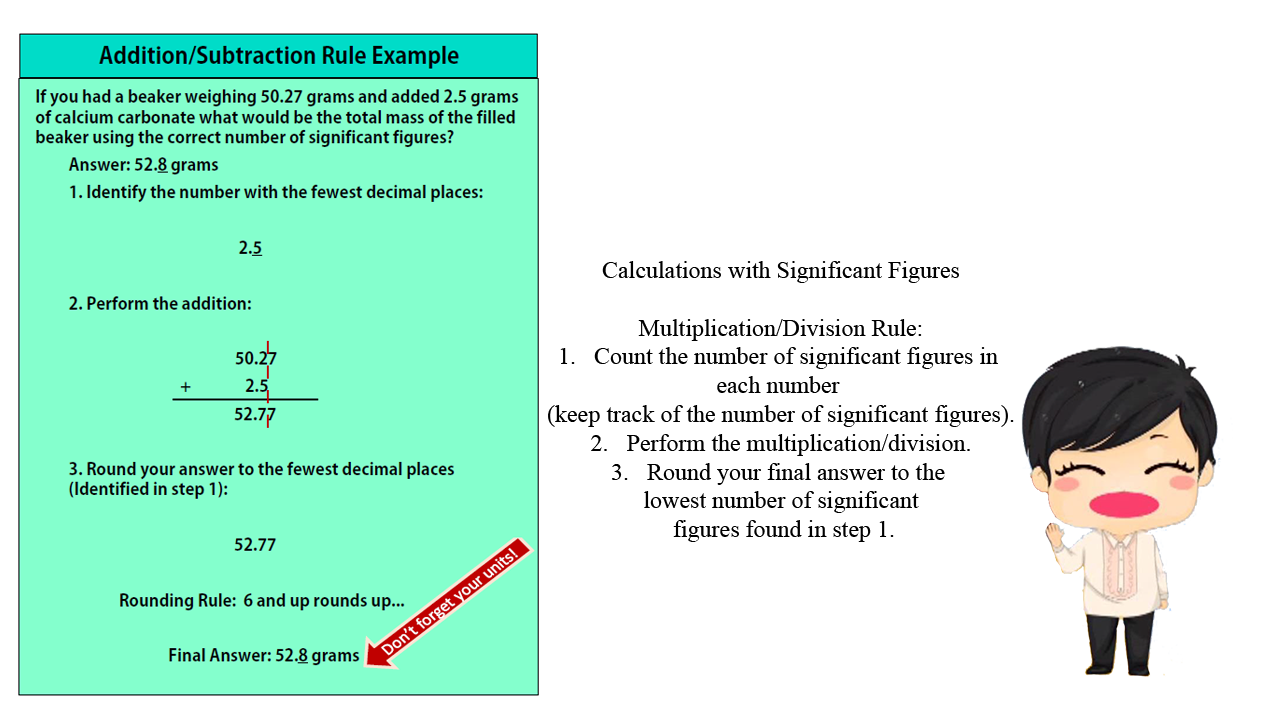 Addition/Subtraction Rule Example
If you had a beaker weighing 50.27 grams and added 2.5 grams
of calcium carbonate what would be the total mass of the filled
beaker using the correct number of significant figures?
Answer: 52.8 grams
1. Identify the number with the fewest decimal places:
2.5
2. Perform the addition:
50.27
+ 2.5
52.77
3. Round your answer to the fewest decimal places
(Identified in step 1):
52.77
Rounding Rule: 6 and up rounds up...
Final Answer: 52.8 grams
Don't forget your units!
Calculations with Significant Figures
Multiplication/Division Rule:
1. Count the number of significant figures in
each number
(keep track of the number of significant figures).
2. Perform the multiplication/division.
3. Round your final answer to the
lowest number of significant
figures found in step 1.